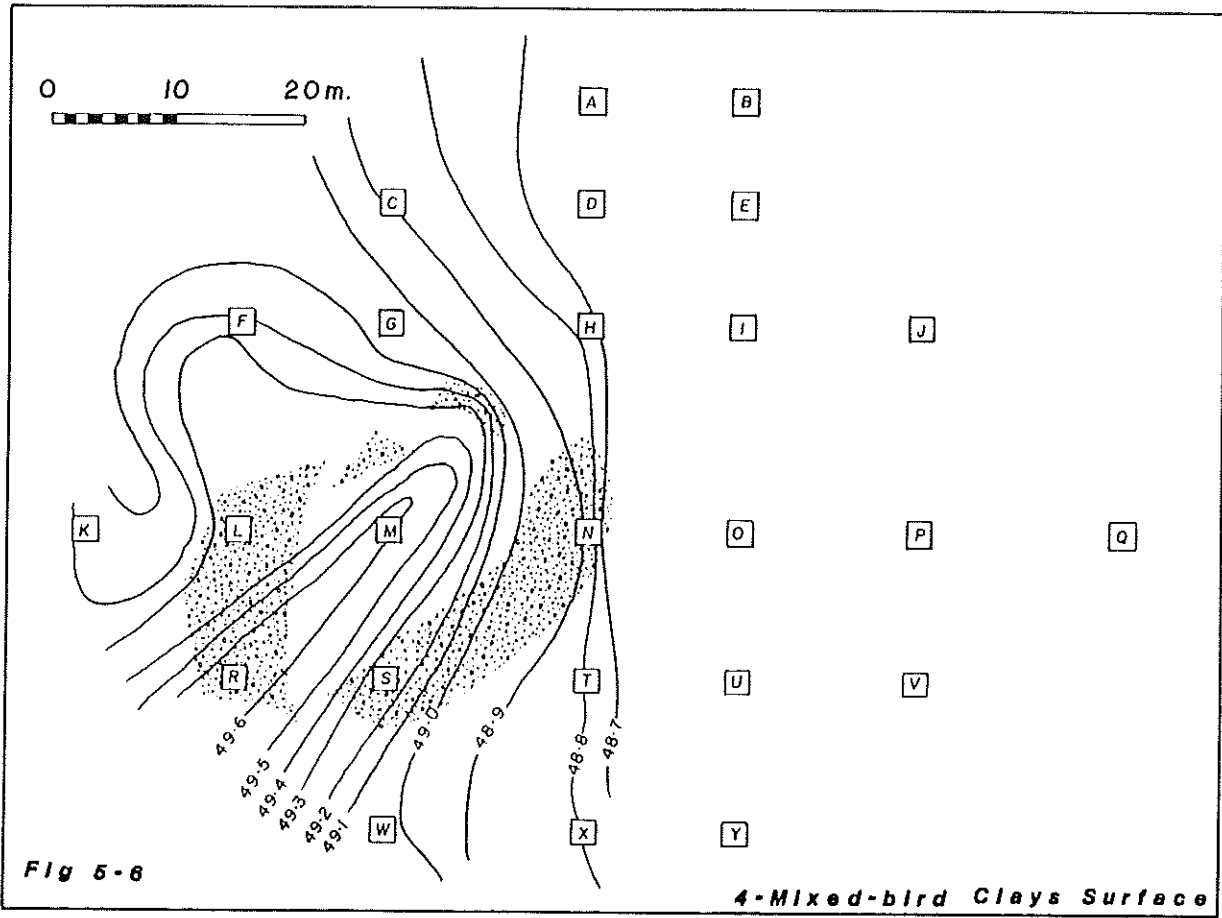 0 10 20 m.
A B
C D E
F G H I J
K L M N O P Q
R S T U V
49·6
49·5
49·4
49·3
49·2
49·1
49·0
48·9
48·8
48·7
W X Y
Fig 5-6
4-Mixed-bird Clays Surface